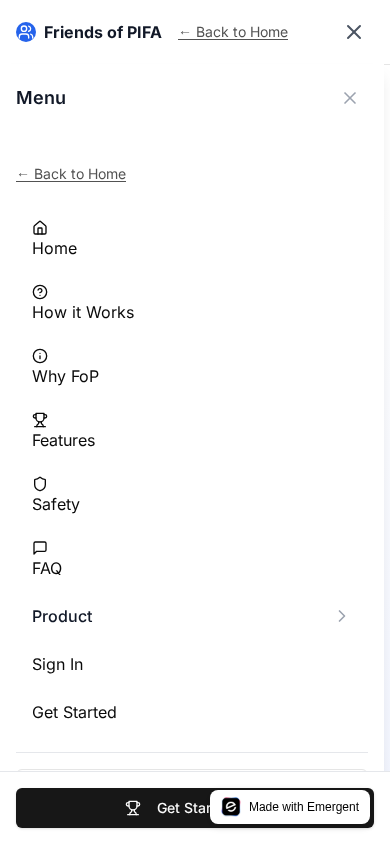 Friends of PIFA
← Back to Home
Menu
← Back to Home
Home
How it Works
Why FoP
Features
Safety
FAQ
Product
Sign In
Get Started
Get Star
Made with Emergent